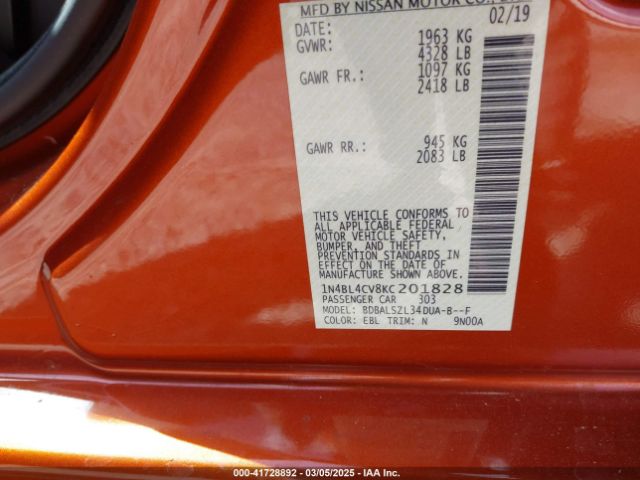 MFD BY NISSAN MOTOR CO.,
DATE: 02/19
GVWR: 1963 KG
4328 LB
GAWR FR.: 1097 KG
2418 LB
GAWR RR.: 945 KG
2083 LB
THIS VEHICLE CONFORMS TO
ALL APPLICABLE FEDERAL
MOTOR VEHICLE SAFETY,
BUMPER, AND THEFT
PREVENTION STANDARDS IN
EFFECT ON THE DATE OF
MANUFACTURE SHOWN ABOVE.
1N4BL4CV8KC201828
PASSENGER CAR 303
MODEL: BDBALSZL34DUA-B--F
COLOR: EBL TRIM: N 9N00A
000-41728892 — 03/05/2025 — IAA Inc.